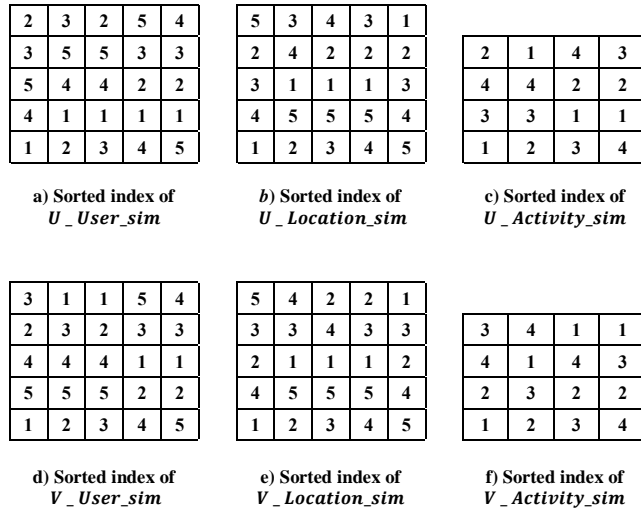 2 3 2 5 4
3 5 5 3 3
5 4 4 2 2
4 1 1 1 1
1 2 3 4 5
a) Sorted index of
U_User_sim
5 3 4 3 1
2 4 2 2 2
3 1 1 1 3
4 5 5 5 4
1 2 3 4 5
b) Sorted index of
U_Location_sim
2 1 4 3
4 4 2 2
3 3 1 1
1 2 3 4
c) Sorted index of
U_Activity_sim
3 1 1 5 4
2 3 2 3 3
4 4 4 1 1
5 5 5 2 2
1 2 3 4 5
d) Sorted index of
V_User_sim
5 4 2 2 1
3 3 4 3 3
2 1 1 1 2
4 5 5 5 4
1 2 3 4 5
e) Sorted index of
V_Location_sim
3 4 1 1
4 1 4 3
2 3 2 2
1 2 3 4
f) Sorted index of
V_Activity_sim